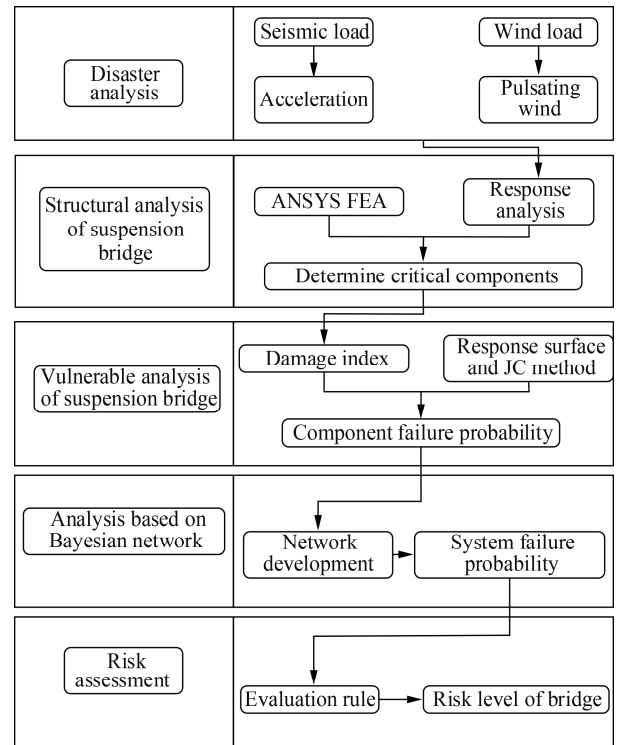 Disaster
analysis
Seismic load
Wind load
Acceleration
Pulsating
wind
Structural analysis
of suspension
bridge
ANSYS FEA
Response
analysis
Determine critical components
Vulnerable analysis
of suspension bridge
Damage index
Response surface
and JC method
Component failure probability
Analysis based on
Bayesian network
Network
development
System failure
probability
Risk
assessment
Evaluation rule
Risk level of bridge